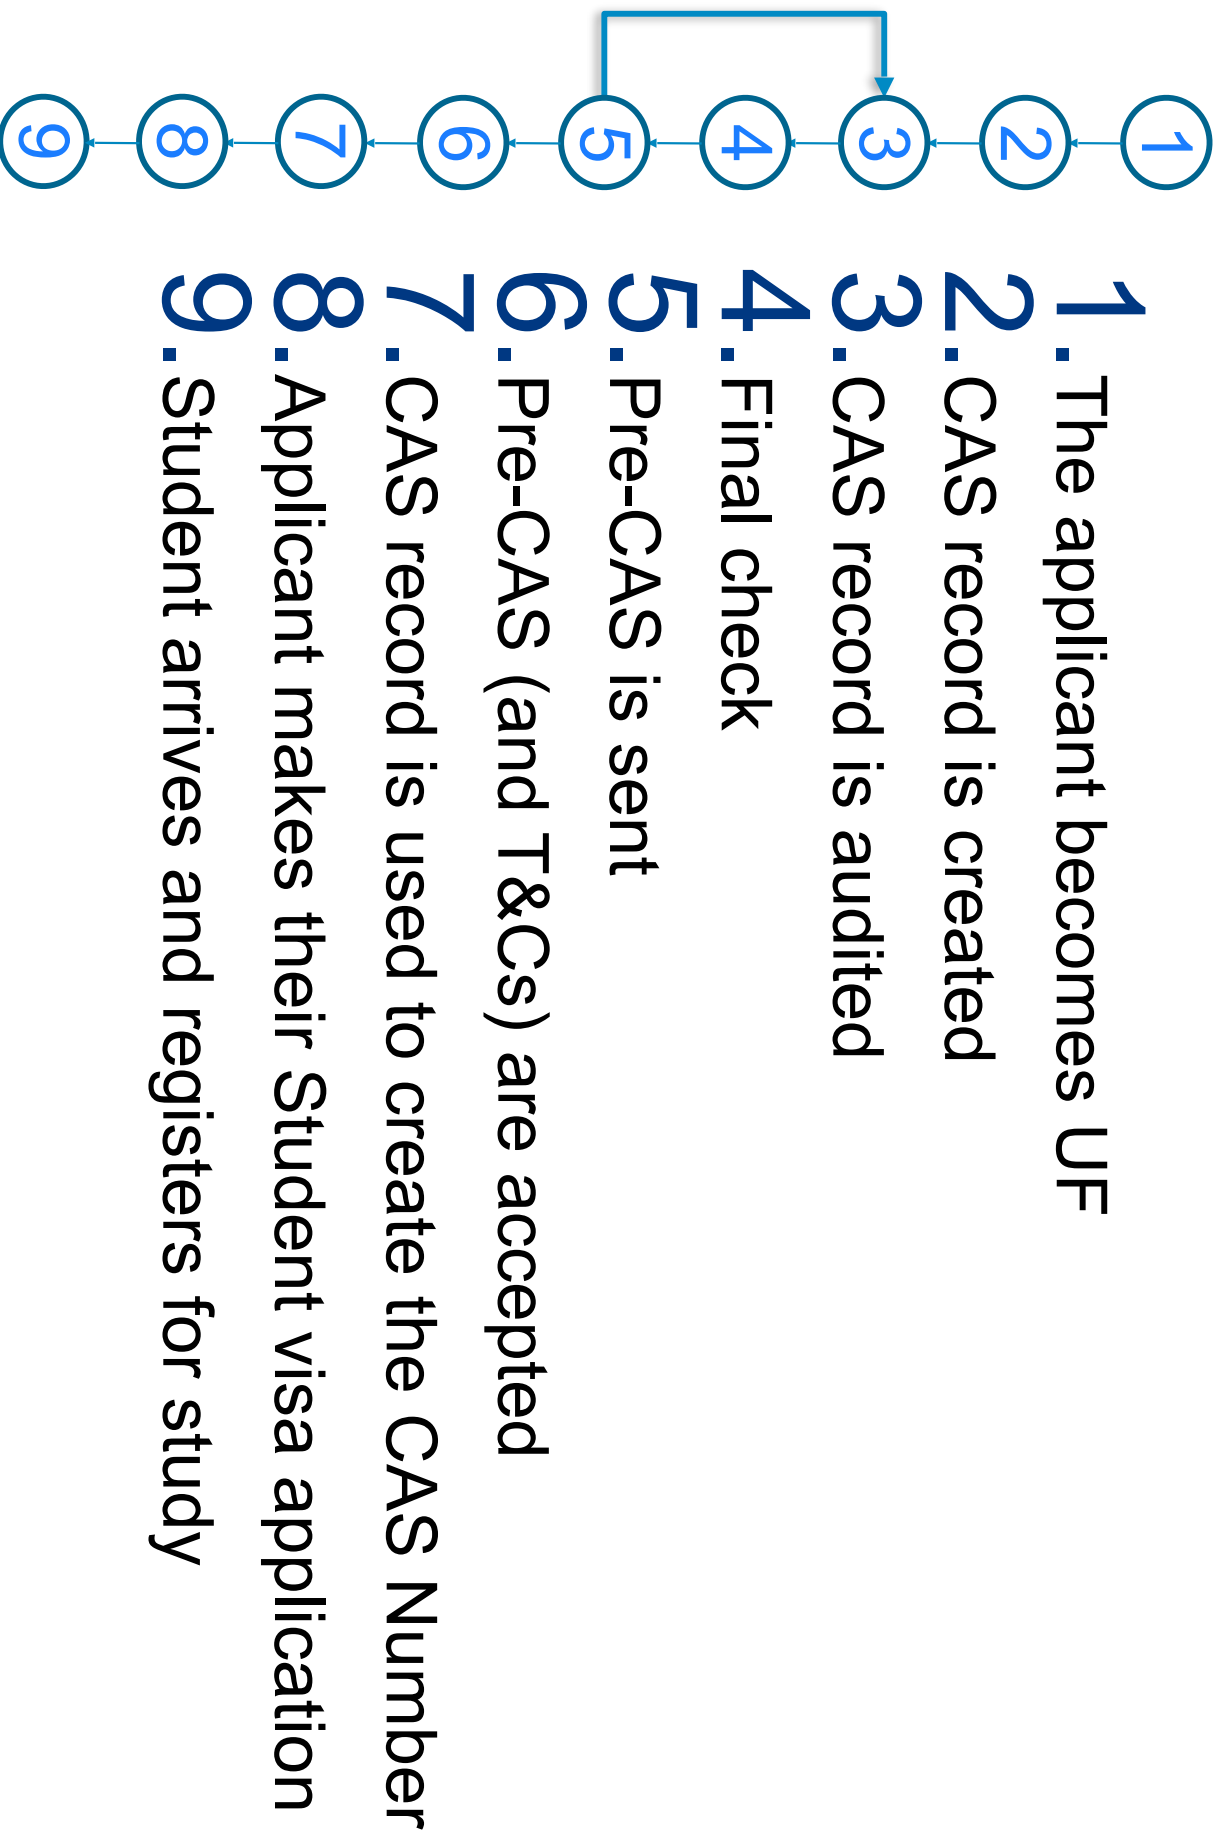 1
2
3
4
5
6
7
8
9
1. The applicant becomes UF
2. CAS record is created
3. CAS record is audited
4. Final check
5. Pre-CAS is sent
6. Pre-CAS (and T&Cs) are accepted
7. CAS record is used to create the CAS Number
8. Applicant makes their Student visa application
9. Student arrives and registers for study